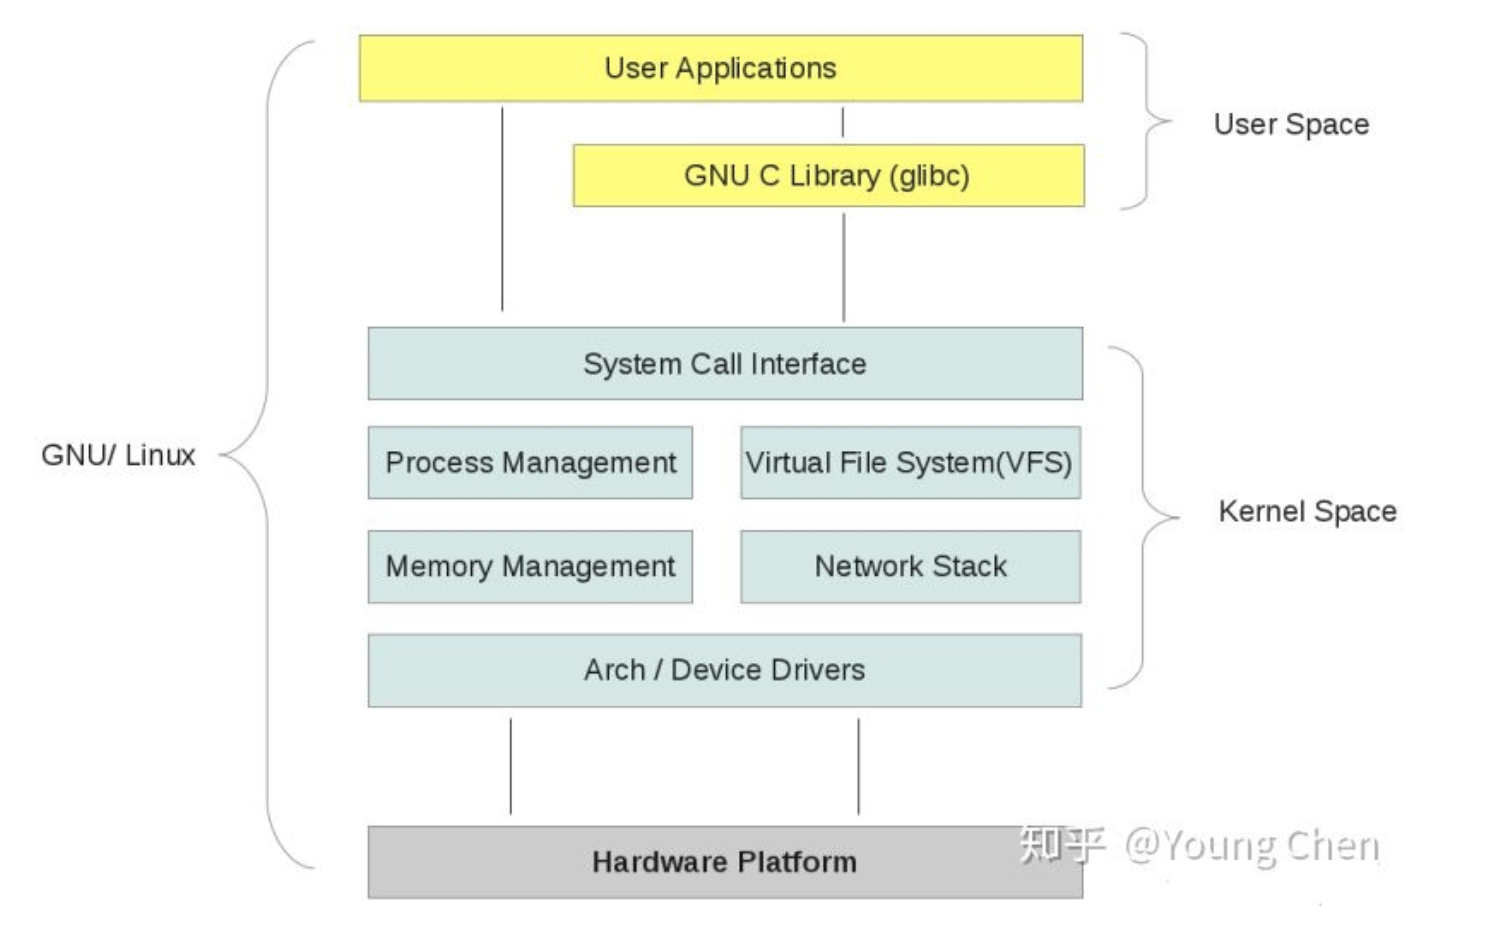 User Applications
User Space
GNU C Library (glibc)
System Call Interface
GNU/ Linux
Process Management
Virtual File System(VFS)
Kernel Space
Memory Management
Network Stack
Arch / Device Drivers
Hardware Platform
知乎 @Young Chen